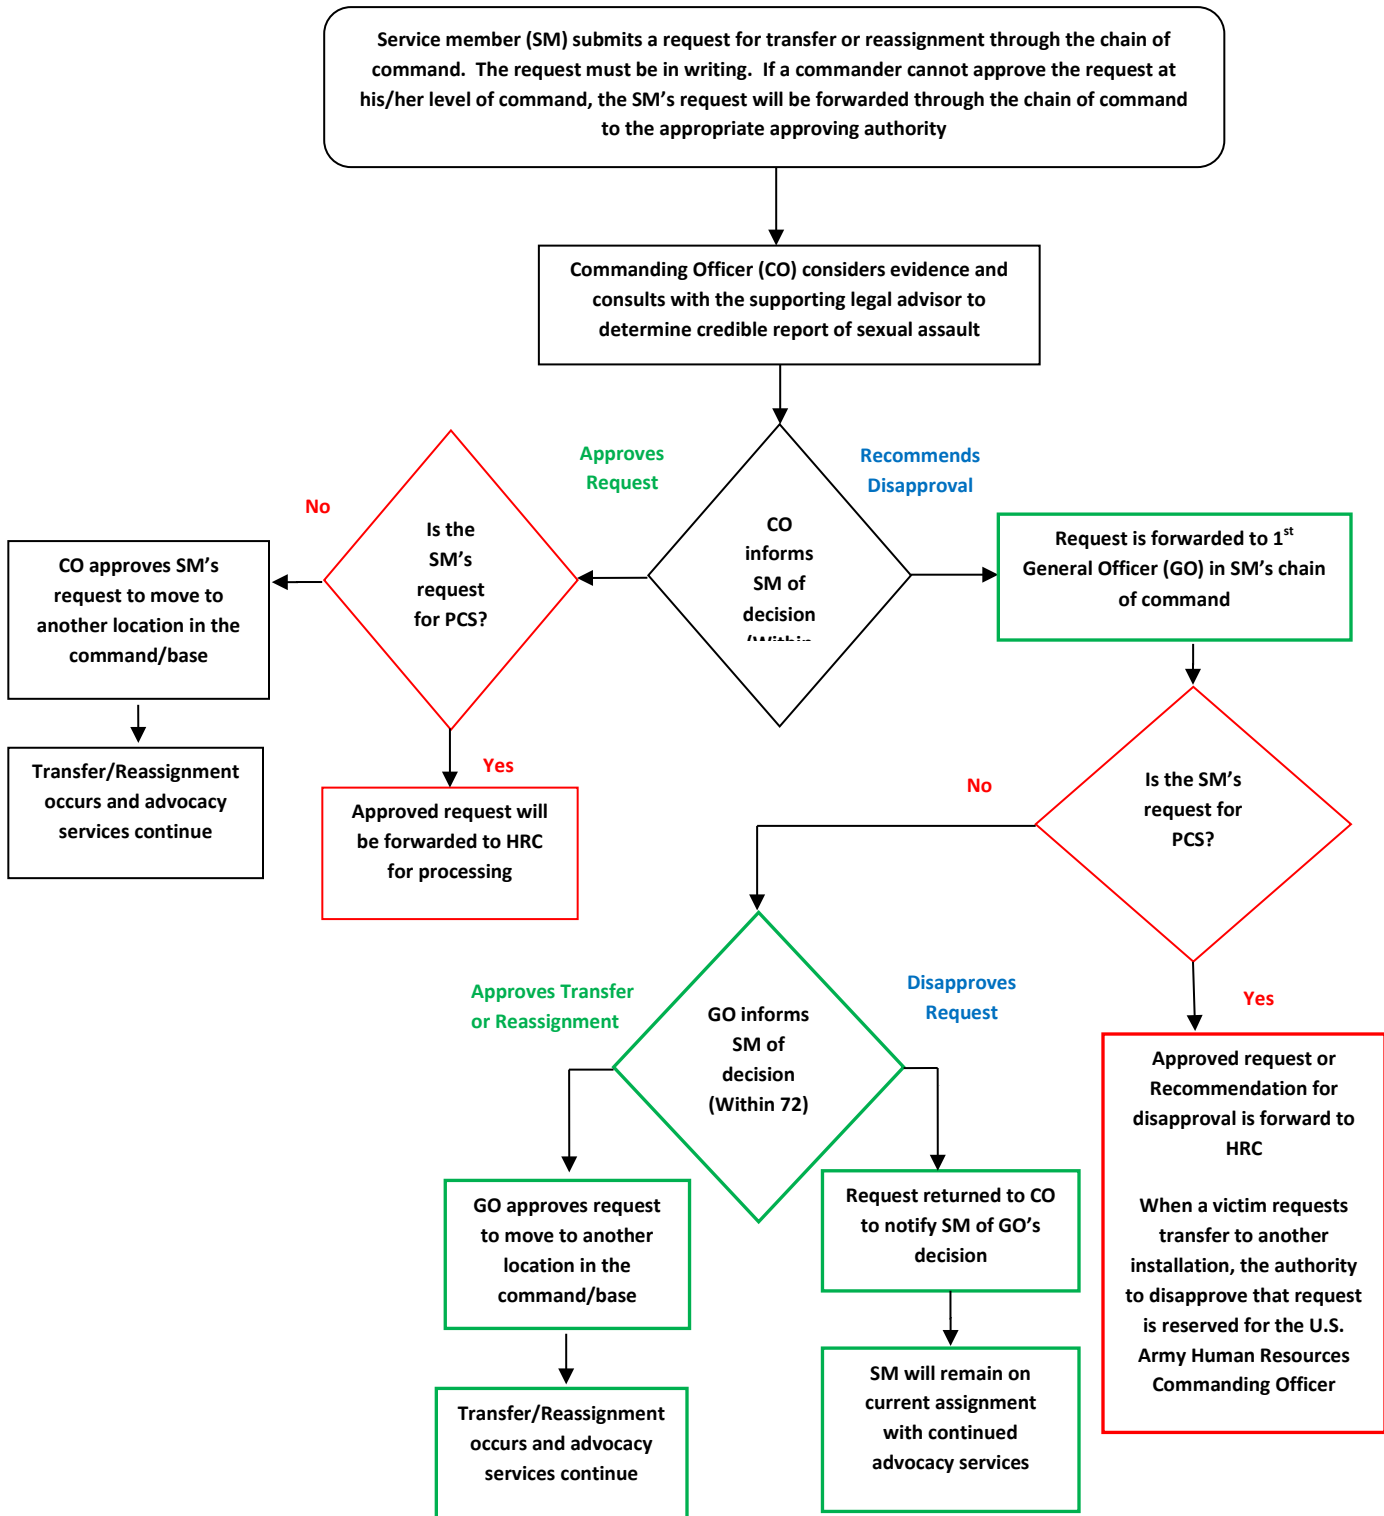 Service member (SM) submits a request for transfer or reassignment through the chain of
command.  The request must be in writing.  If a commander cannot approve the request at
his/her level of command, the SM’s request will be forwarded through the chain of command
to the appropriate approving authority
Commanding Officer (CO) considers evidence and
consults with the supporting legal advisor to
determine credible report of sexual assault
Approves
Request
Recommends
Disapproval
CO
informs
SM of
decision
No
Is the
SM’s
request
for PCS?
CO approves SM’s
request to move to
another location in the
command/base
Transfer/Reassignment
occurs and advocacy
services continue
Yes
Approved request will
be forwarded to HRC
for processing
Request is forwarded to 1st
General Officer (GO) in SM’s chain
of command
Is the SM’s
request for
PCS?
No
Yes
Approved request or
Recommendation for
disapproval is forward to
HRC
When a victim requests
transfer to another
installation, the authority
to disapprove that request
is reserved for the U.S.
Army Human Resources
Commanding Officer
GO informs
SM of
decision
(Within 72)
Approves Transfer
or Reassignment
Disapproves
Request
GO approves request
to move to another
location in the
command/base
Transfer/Reassignment
occurs and advocacy
services continue
Request returned to CO
to notify SM of GO’s
decision
SM will remain on
current assignment
with continued
advocacy services